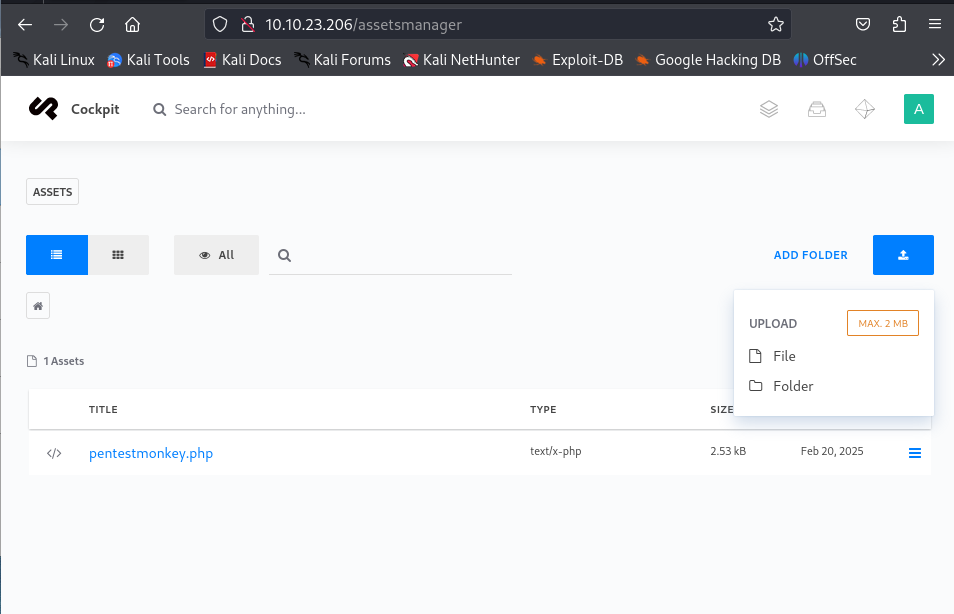 10.10.23.206/assetsmanager
Kali Linux Kali Tools Kali Docs Kali Forums Kali NetHunter Exploit-DB Google Hacking DB OffSec
Cockpit Search for anything... A
ASSETS
All ADD FOLDER
UPLOAD MAX. 2 MB
File
Folder
1 Assets
TITLE TYPE SIZE
pentestmonkey.php text/x-php 2.53 kB Feb 20, 2025